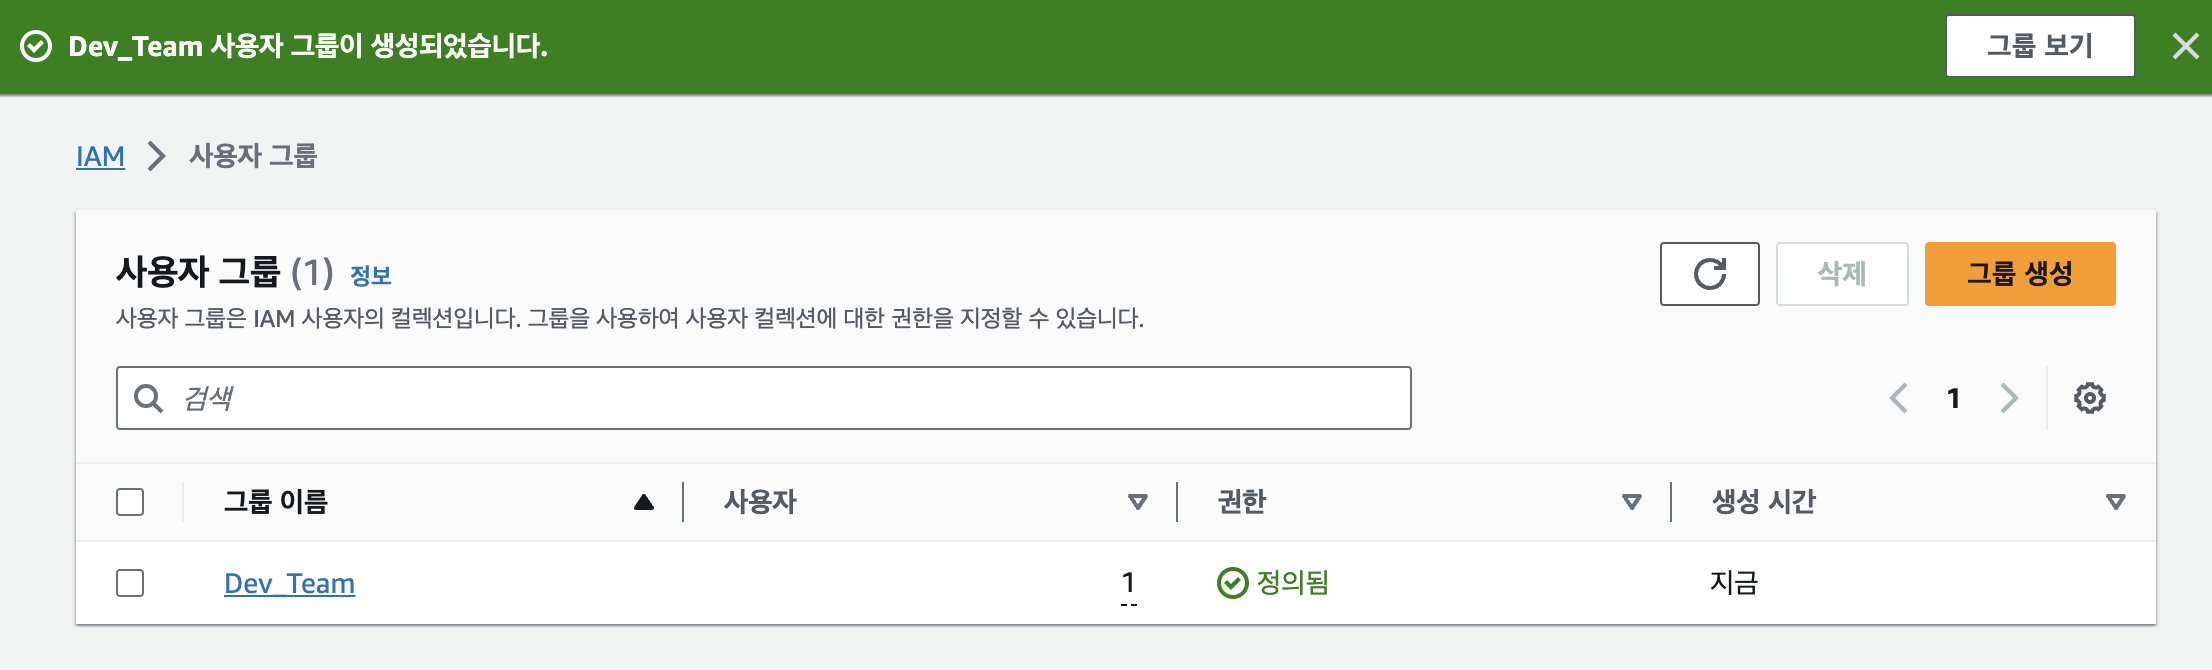 Dev_Team 사용자 그룹이 생성되었습니다.
그룹 보기
IAM
사용자 그룹
사용자 그룹 (1) 정보
사용자 그룹은 IAM 사용자의 컬렉션입니다. 그룹을 사용하여 사용자 컬렉션에 대한 권한을 지정할 수 있습니다.
삭제
그룹 생성
검색
1
그룹 이름
사용자
권한
생성 시간
Dev_Team
1
정의됨
지금